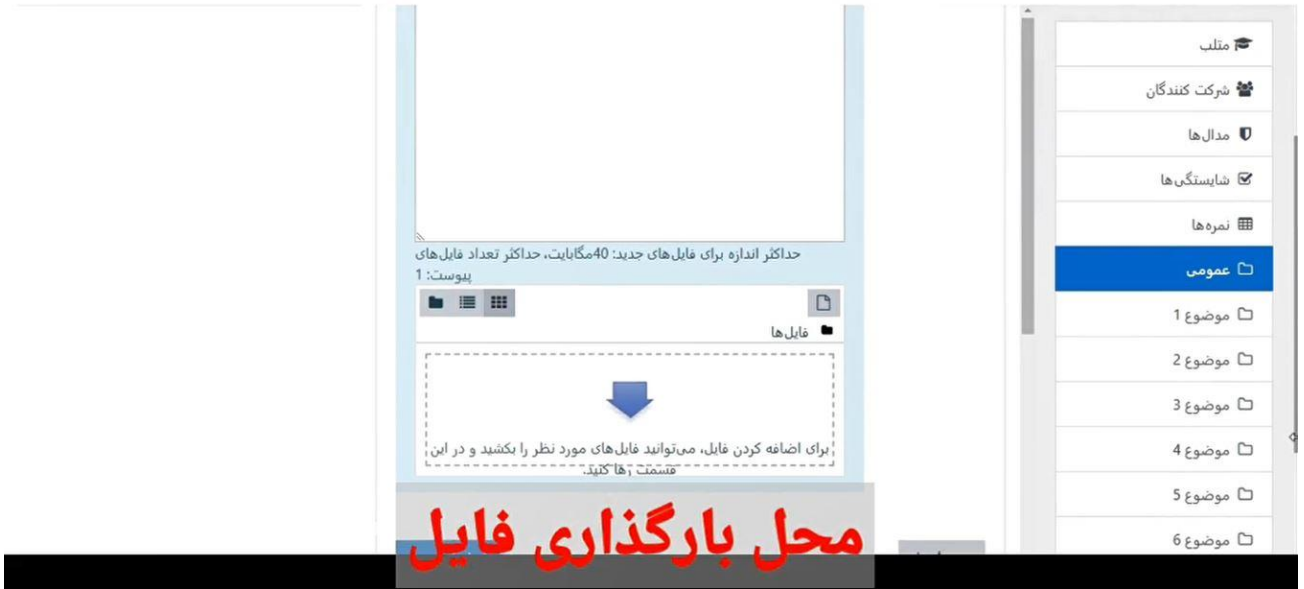 متلب
شرکت کنندگان
مدال‌ها
شایستگی‌ها
نمره‌ها
عمومی
موضوع 1
موضوع 2
موضوع 3
موضوع 4
موضوع 5
موضوع 6
حداکثر اندازه برای فایل‌های جدید: 40مگابایت، حداکثر تعداد فایل‌های
پیوست: 1
فایل‌ها
برای اضافه کردن فایل، می‌توانید فایل‌های مورد نظر را بکشید و در این
قسمت رها کنید.
محل بارگذاری فایل